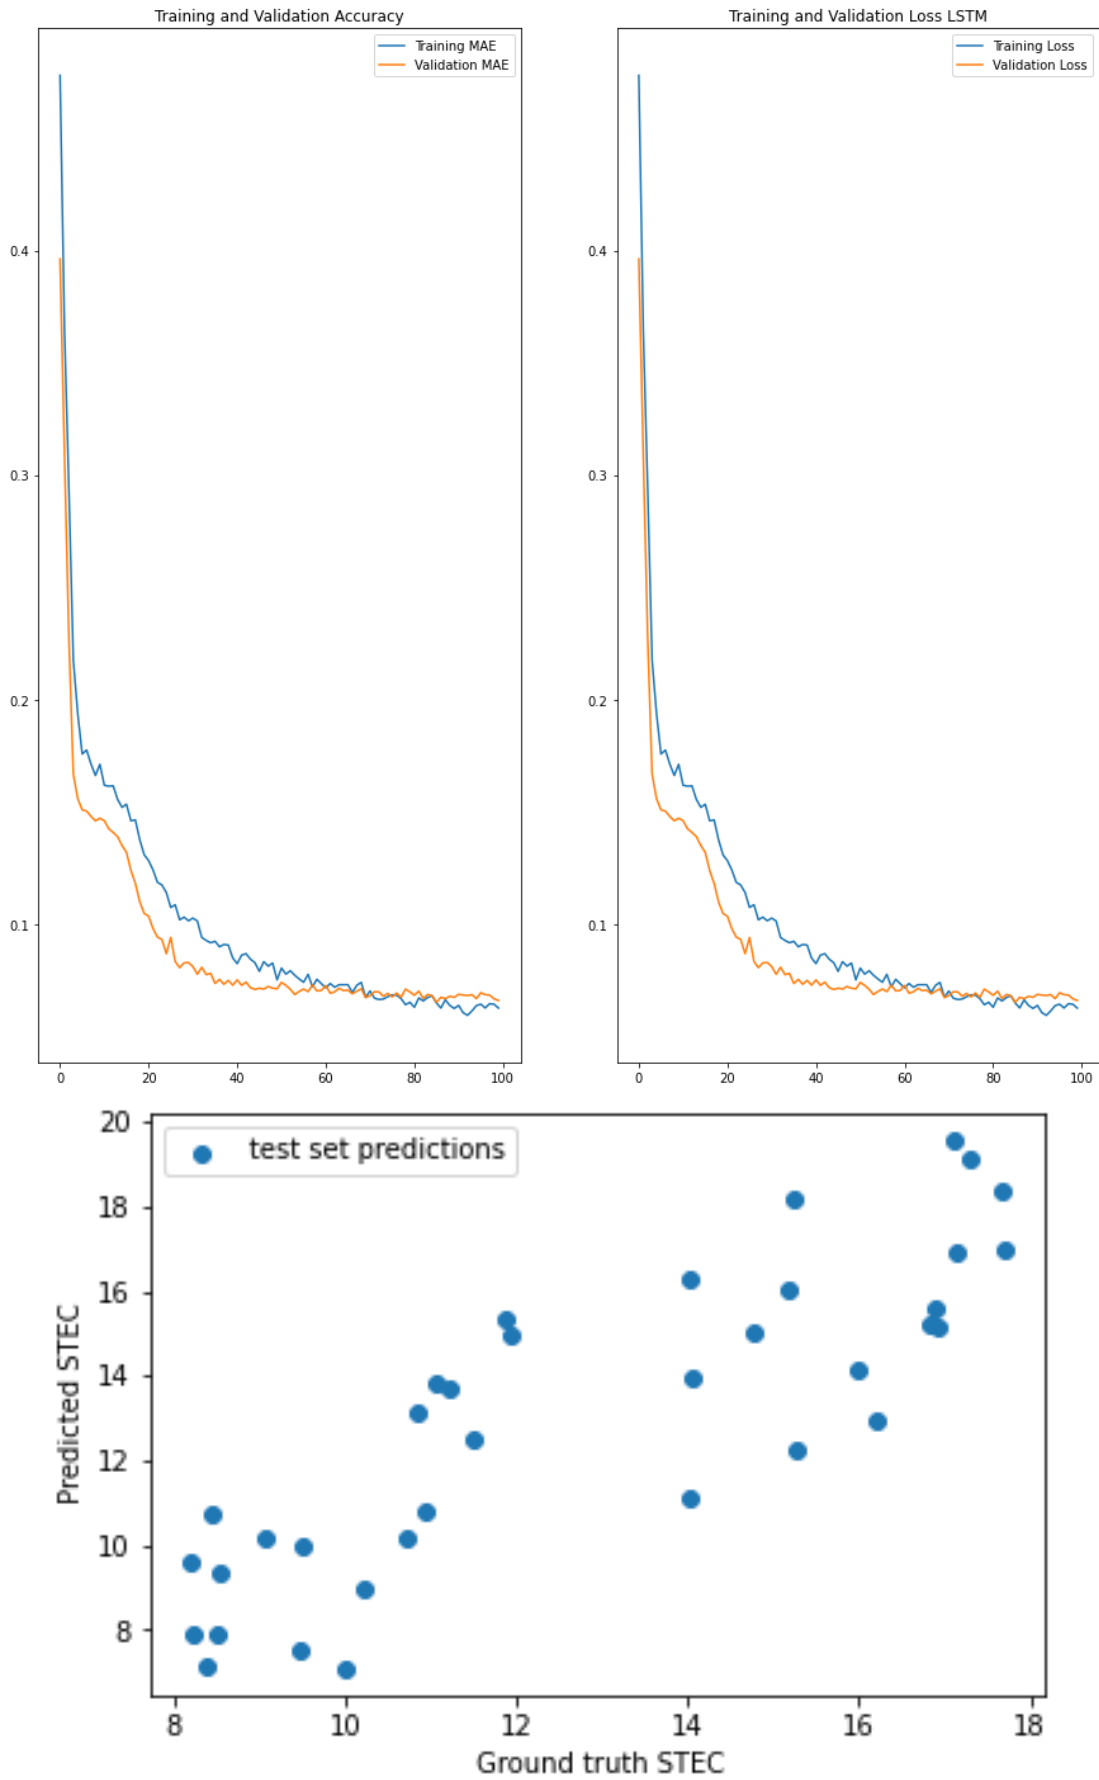 Training and Validation Accuracy
Training MAE
Validation MAE
0.4
0.3
0.2
0.1
0 20 40 60 80 100
Training and Validation Loss LSTM
Training Loss
Validation Loss
0.4
0.3
0.2
0.1
0 20 40 60 80 100
test set predictions
Predicted STEC
20
18
16
14
12
10
8
8 10 12 14 16 18
Ground truth STEC